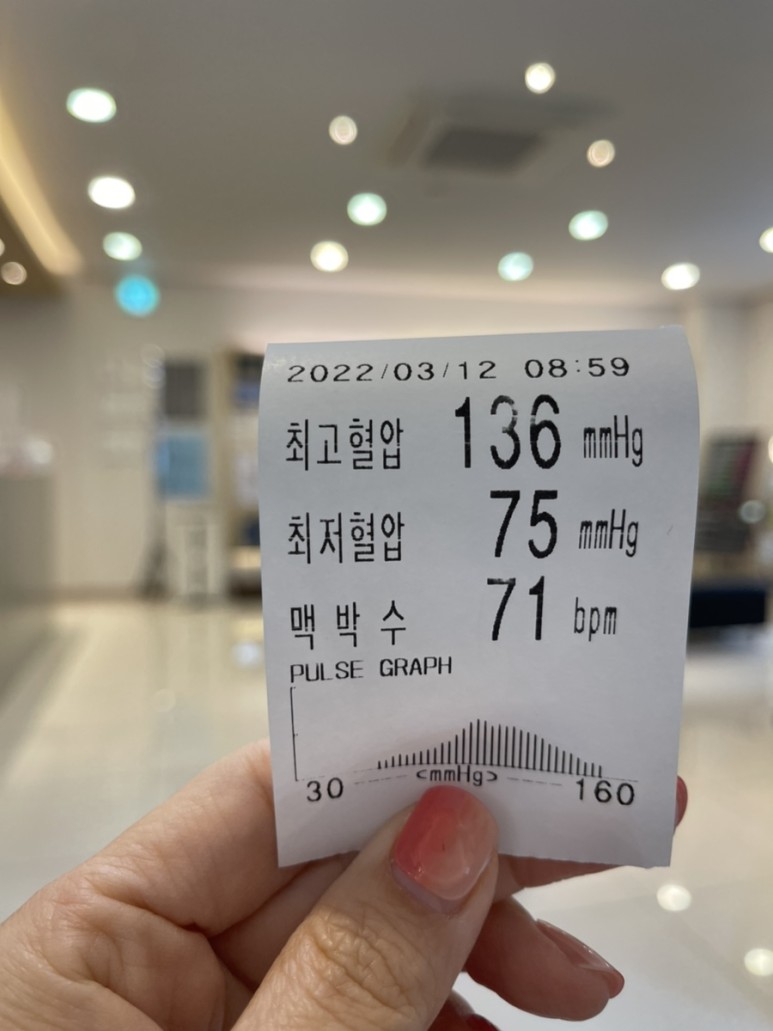 2022/03/12 08:59
최고혈압 136 mmHg
최저혈압 75 mmHg
맥박수 71 bpm
PULSE GRAPH
<mmHg>
30 160